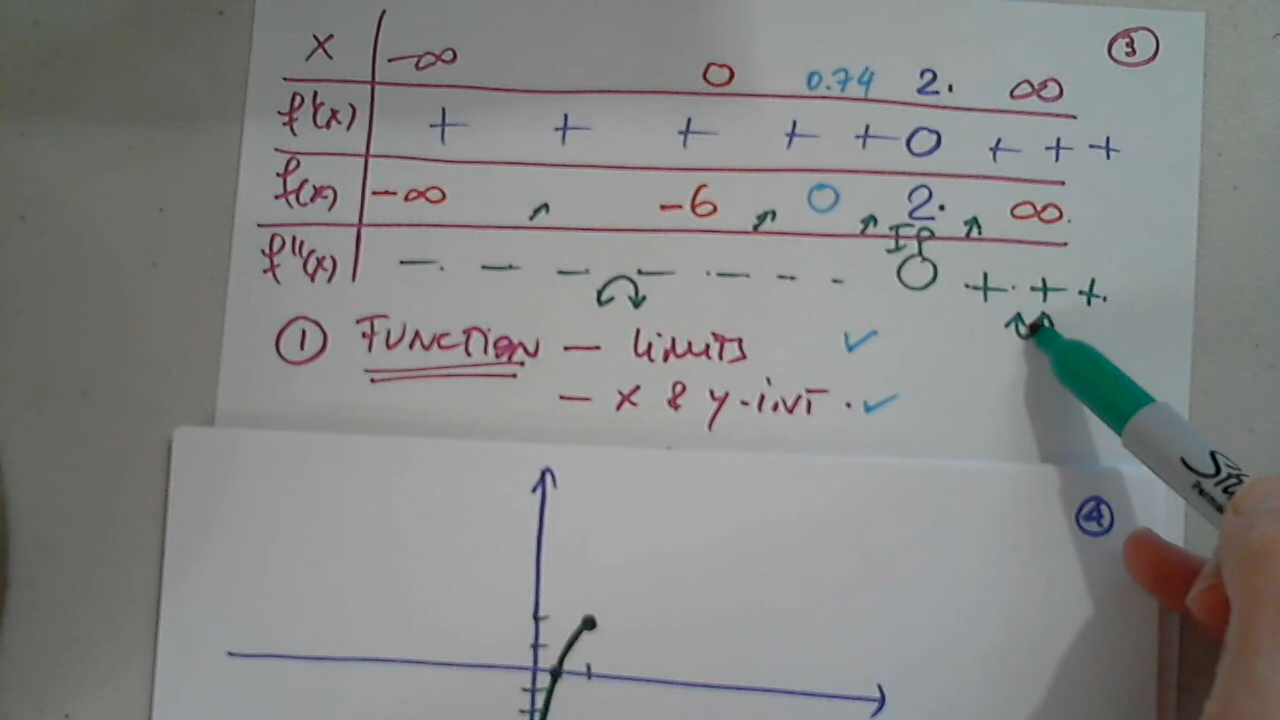 ③
x -∞ 0 0.74 2. ∞
f'(x) + + + + + 0 + + +
f(x) -∞ ↗ -6 ↗ 0 ↗ 2. ↗ ∞.
IP
f"(x) – – – – – – – 0 + + +.
① FUNCTION – limits ✓
– x & y-int. ✓
④